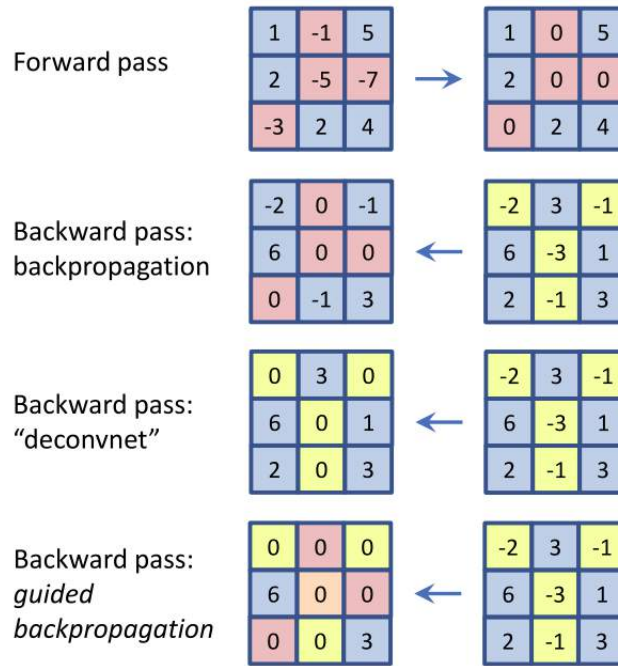 Forward pass
1 -1 5 1 0 5
2 -5 -7 2 0 0
-3 2 4 0 2 4
Backward pass:
backpropagation
-2 0 -1 -2 3 -1
6 0 0 6 -3 1
0 -1 3 2 -1 3
Backward pass:
“deconvnet”
0 3 0 -2 3 -1
6 0 1 6 -3 1
2 0 3 2 -1 3
Backward pass:
guided
backpropagation
0 0 0 -2 3 -1
6 0 0 6 -3 1
0 0 3 2 -1 3